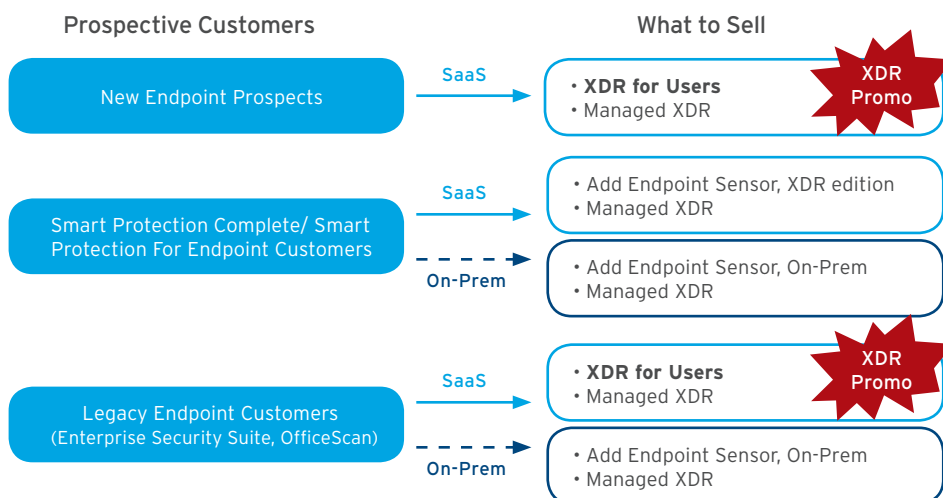 Prospective Customers
What to Sell
New Endpoint Prospects
SaaS
• XDR for Users
• Managed XDR
XDR
Promo
Smart Protection Complete/ Smart
Protection For Endpoint Customers
SaaS
• Add Endpoint Sensor, XDR edition
• Managed XDR
On-Prem
• Add Endpoint Sensor, On-Prem
• Managed XDR
Legacy Endpoint Customers
(Enterprise Security Suite, OfficeScan)
SaaS
• XDR for Users
• Managed XDR
XDR
Promo
On-Prem
• Add Endpoint Sensor, On-Prem
• Managed XDR